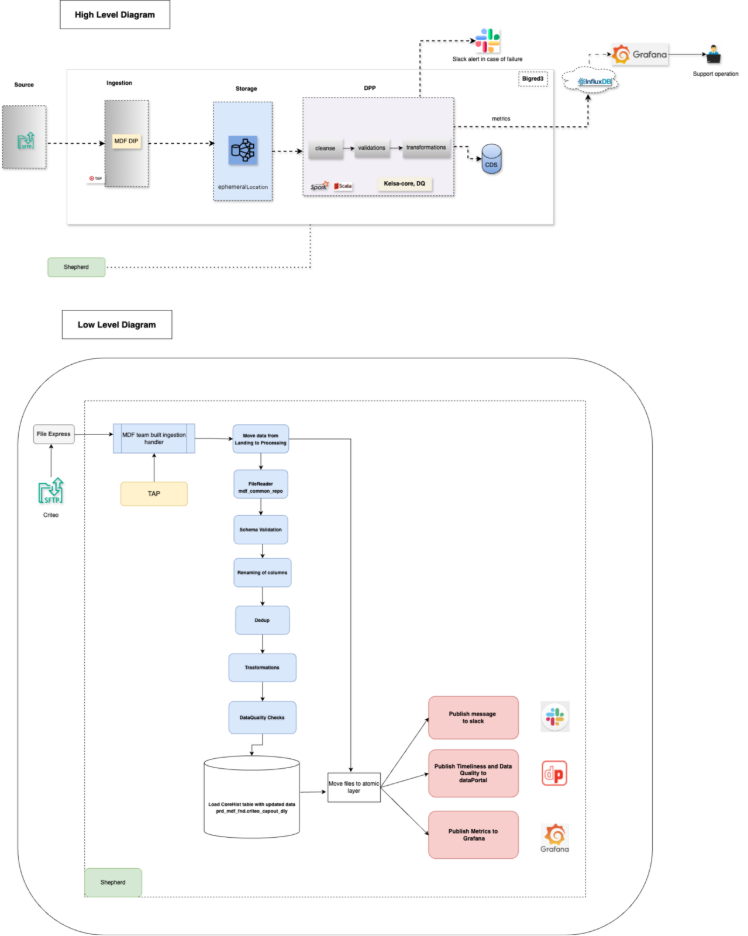 High Level Diagram
Slack alert in case of failure
Grafana
Support operation
InfluxDB
Source
Ingestion
Storage
DPP
Bigred3
metrics
SFTP
MDF DIP
TAP
ephemeralLocation
cleanse
validations
transformations
CDS
Spark
Scala
Kelsa-core, DQ
Shepherd
Low Level Diagram
File Express
MDF team built ingestion
handler
Move data from
Landing to Processing
SFTP
Criteo
TAP
FileReader
mdf_common_repo
Schema Validation
Renaming of columns
Dedup
Trasformations
DataQuality Checks
Load CoreHist table with updated data
prd_mdf_fnd.criteo_capout_dly
Move files to atomic
layer
Publish message
to slack
Publish Timeliness and Data
Quality to
dataPortal
dp
Publish Metrics to
Grafana
Grafana
Shepherd